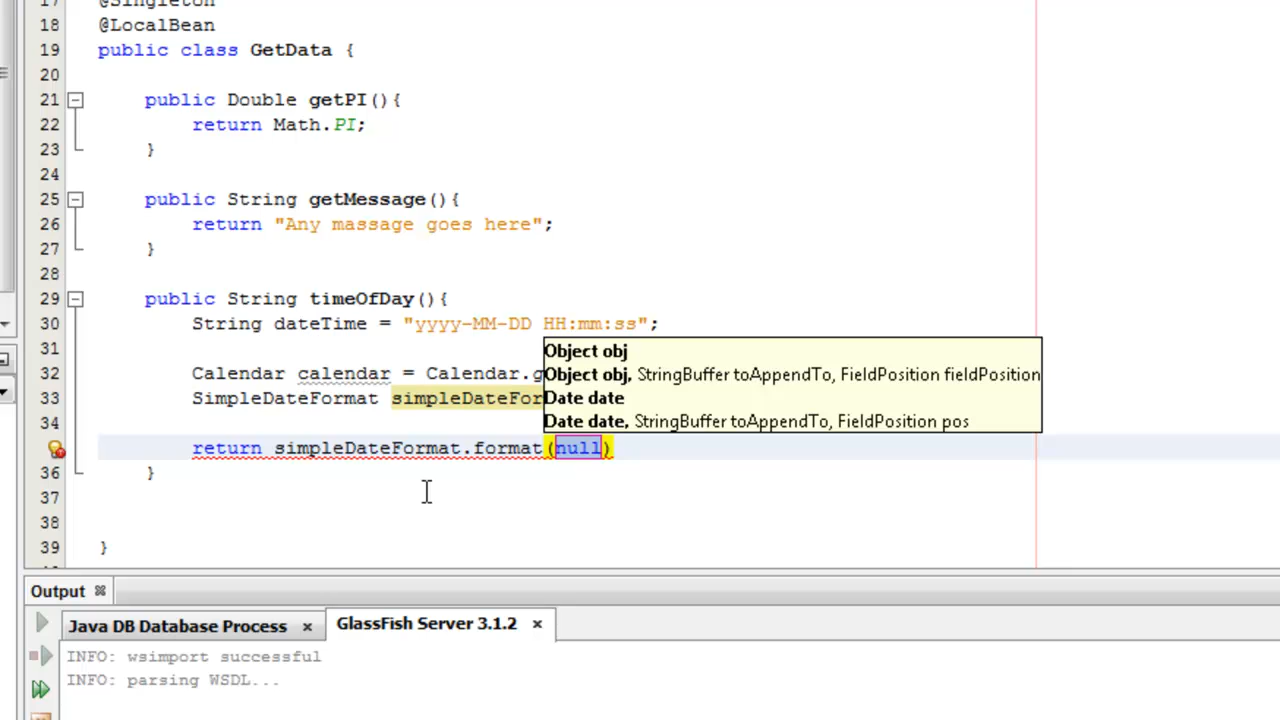 17 @Singleton
18 @LocalBean
19 public class GetData {
20
21 public Double getPI(){
22 return Math.PI;
23 }
24
25 public String getMessage(){
26 return "Any massage goes here";
27 }
28
29 public String timeOfDay(){
30 String dateTime = "yyyy-MM-DD HH:mm:ss";
31
Object obj
32 Calendar calendar = Calendar.g
Object obj, StringBuffer toAppendTo, FieldPosition fieldPosition
33 SimpleDateFormat simpleDateFor
Date date
34
Date date, StringBuffer toAppendTo, FieldPosition pos
return simpleDateFormat.format(null)
36 }
37
38
39 }
Output
Java DB Database Process
GlassFish Server 3.1.2
INFO: wsimport successful
INFO: parsing WSDL...